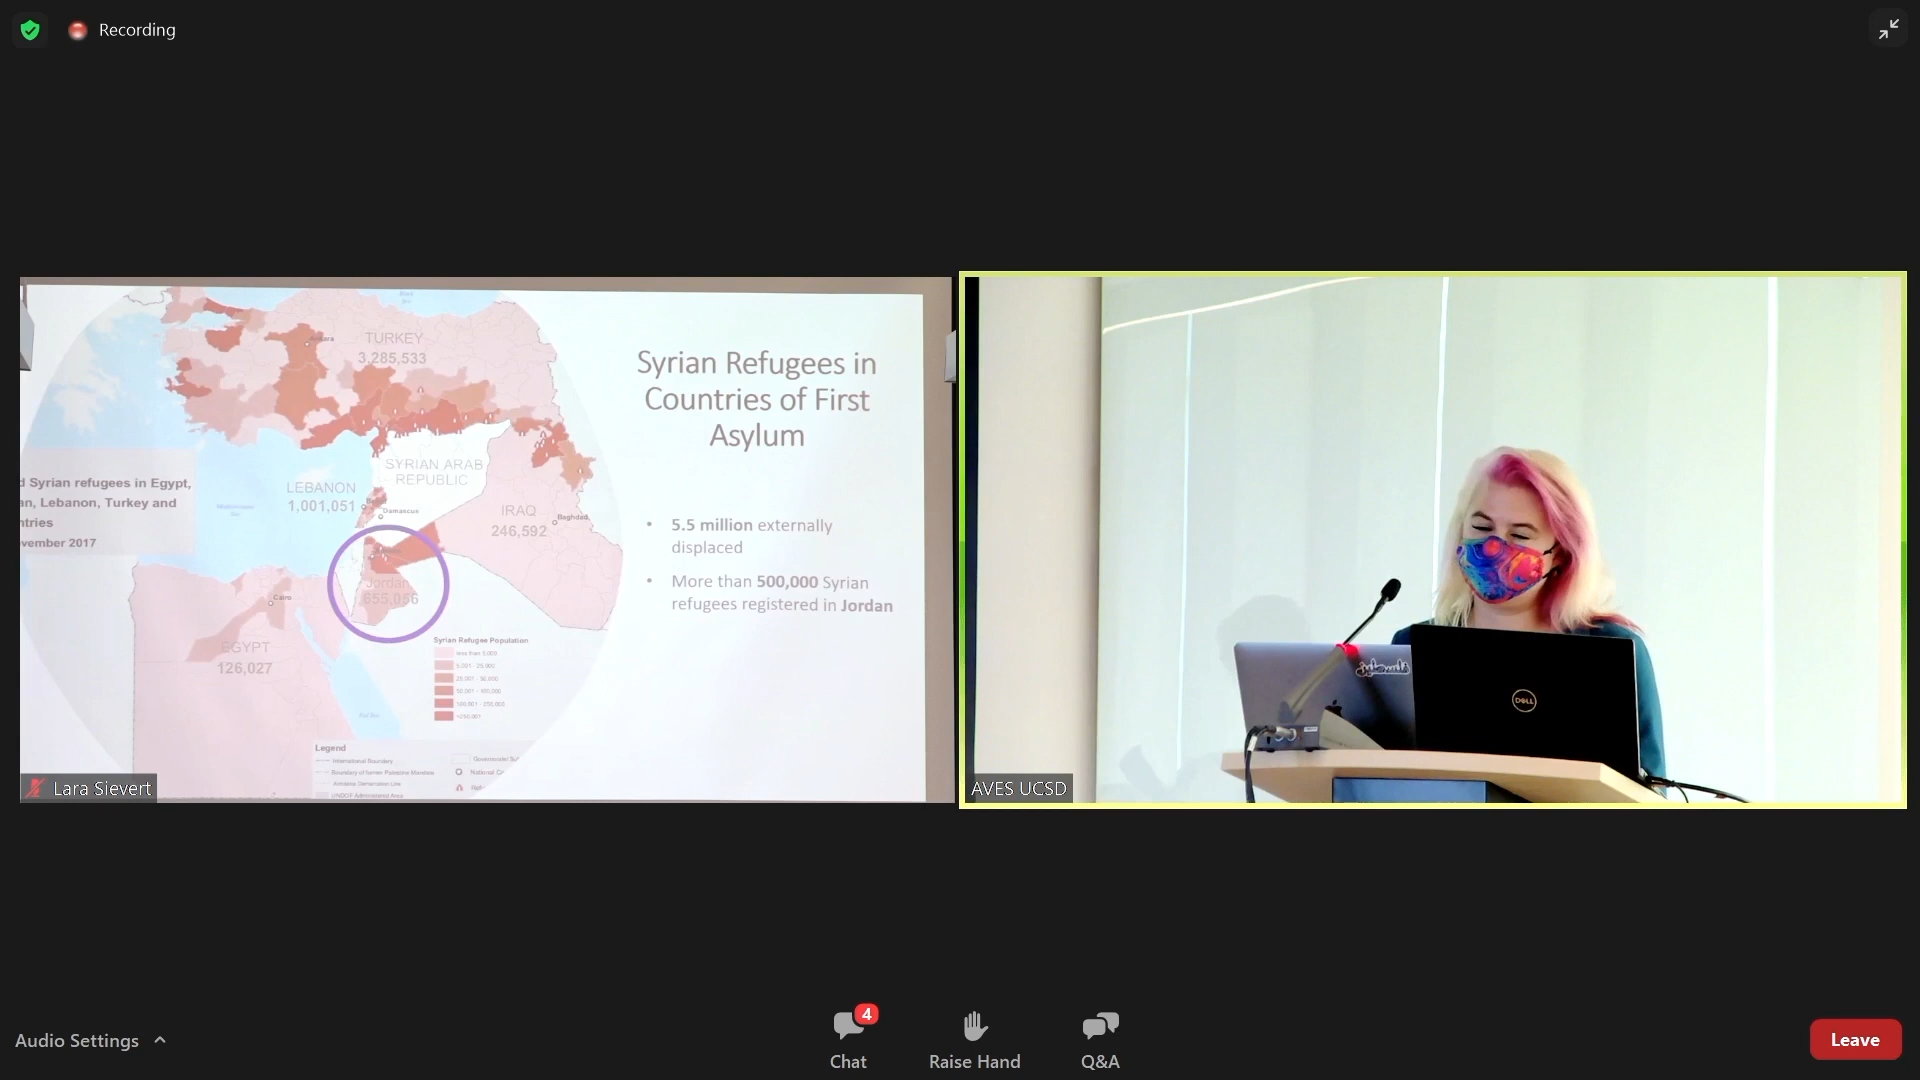 Recording
TURKEY
3,285,533
SYRIAN ARAB
REPUBLIC
LEBANON
1,001,051
Damascus
IRAQ
246,592
Baghdad
Syrian refugees in Egypt,
Lebanon, Turkey and
2017
Jordan
655,056
Cairo
EGYPT
126,027
Syrian Refugee Population
Legend
International Boundary
Syrian Refugees in
Countries of First
Asylum
• 5.5 million externally
displaced
• More than 500,000 Syrian
refugees registered in Jordan
Lara Sievert
فلسطين
DELL
AVES UCSD
Audio Settings
4
Chat
Raise Hand
Q&A
Leave